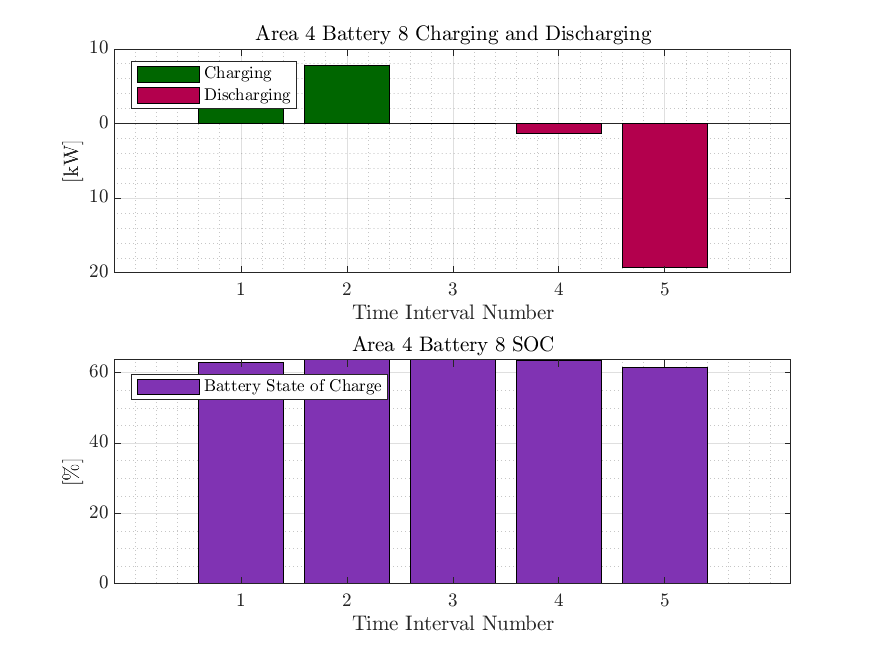 Area 4 Battery 8 Charging and Discharging
10
Charging
Discharging
0
[kW]
10
20
1 2 3 4 5
Time Interval Number
Area 4 Battery 8 SOC
60
Battery State of Charge
40
[%]
20
0
1 2 3 4 5
Time Interval Number